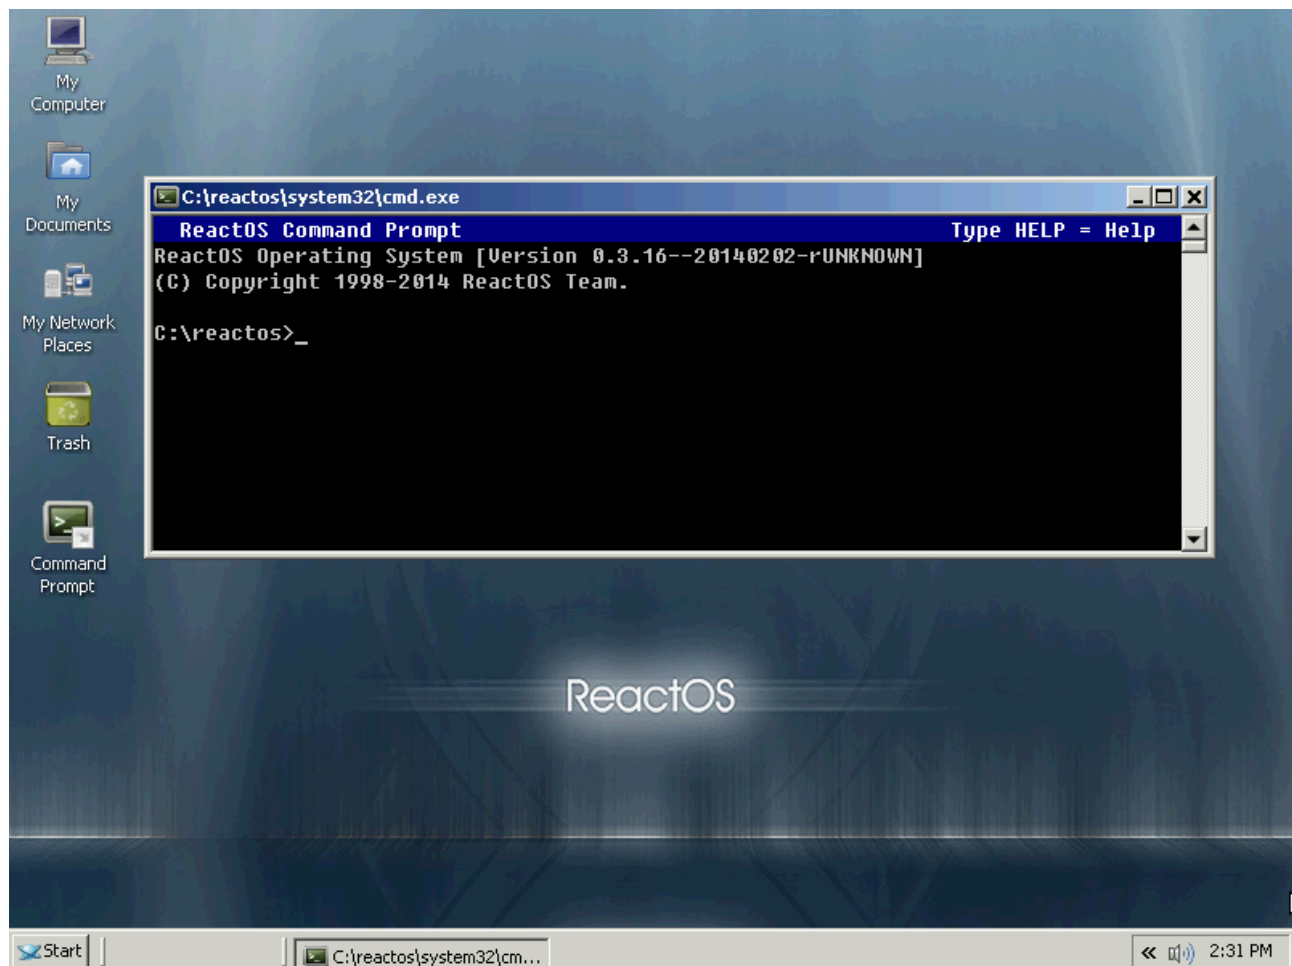 My
Computer
My
Documents
My Network
Places
Trash
Command
Prompt
C:\reactos\system32\cmd.exe
ReactOS Command Prompt Type HELP = Help
ReactOS Operating System [Version 0.3.16--20140202-rUNKNOWN]
(C) Copyright 1998-2014 ReactOS Team.
C:\reactos>_
ReactOS
Start
C:\reactos\system32\cm...
2:31 PM